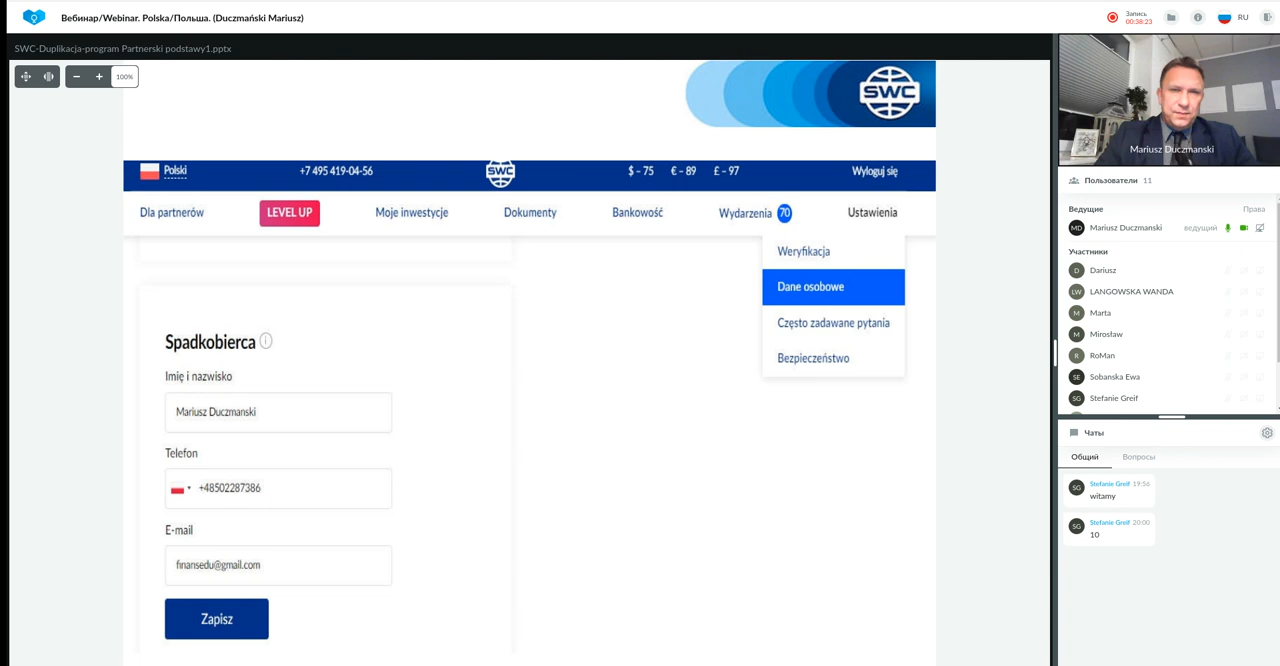 Вебинар/Webinar. Polska/Польша. (Duczmański Mariusz)
Запись
00:38:23
RU
SWC-Duplikacja-program Partnerski podstawy1.pptx
100%
SWC
Polski
+7 495 419-04-56
SWC
$ – 75 € – 89 £ – 97
Wyloguj się
Dla partnerów
LEVEL UP
Moje inwestycje
Dokumenty
Bankowość
Wydarzenia 70
Ustawienia
Weryfikacja
Dane osobowe
Często zadawane pytania
Bezpieczeństwo
Spadkobierca
Imię i nazwisko
Mariusz Duczmanski
Telefon
+48502287386
E-mail
finansedu@gmail.com
Zapisz
Mariusz Duczmanski
Пользователи 11
Ведущие Права
MD Mariusz Duczmanski ведущий
Участники
D Dariusz
LW LANGOWSKA WANDA
M Marta
M Mirosław
R RoMan
SE Sobanska Ewa
SG Stefanie Greif
Чаты
Общий Вопросы
SG Stefanie Greif 19:56
witamy
SG Stefanie Greif 20:00
10